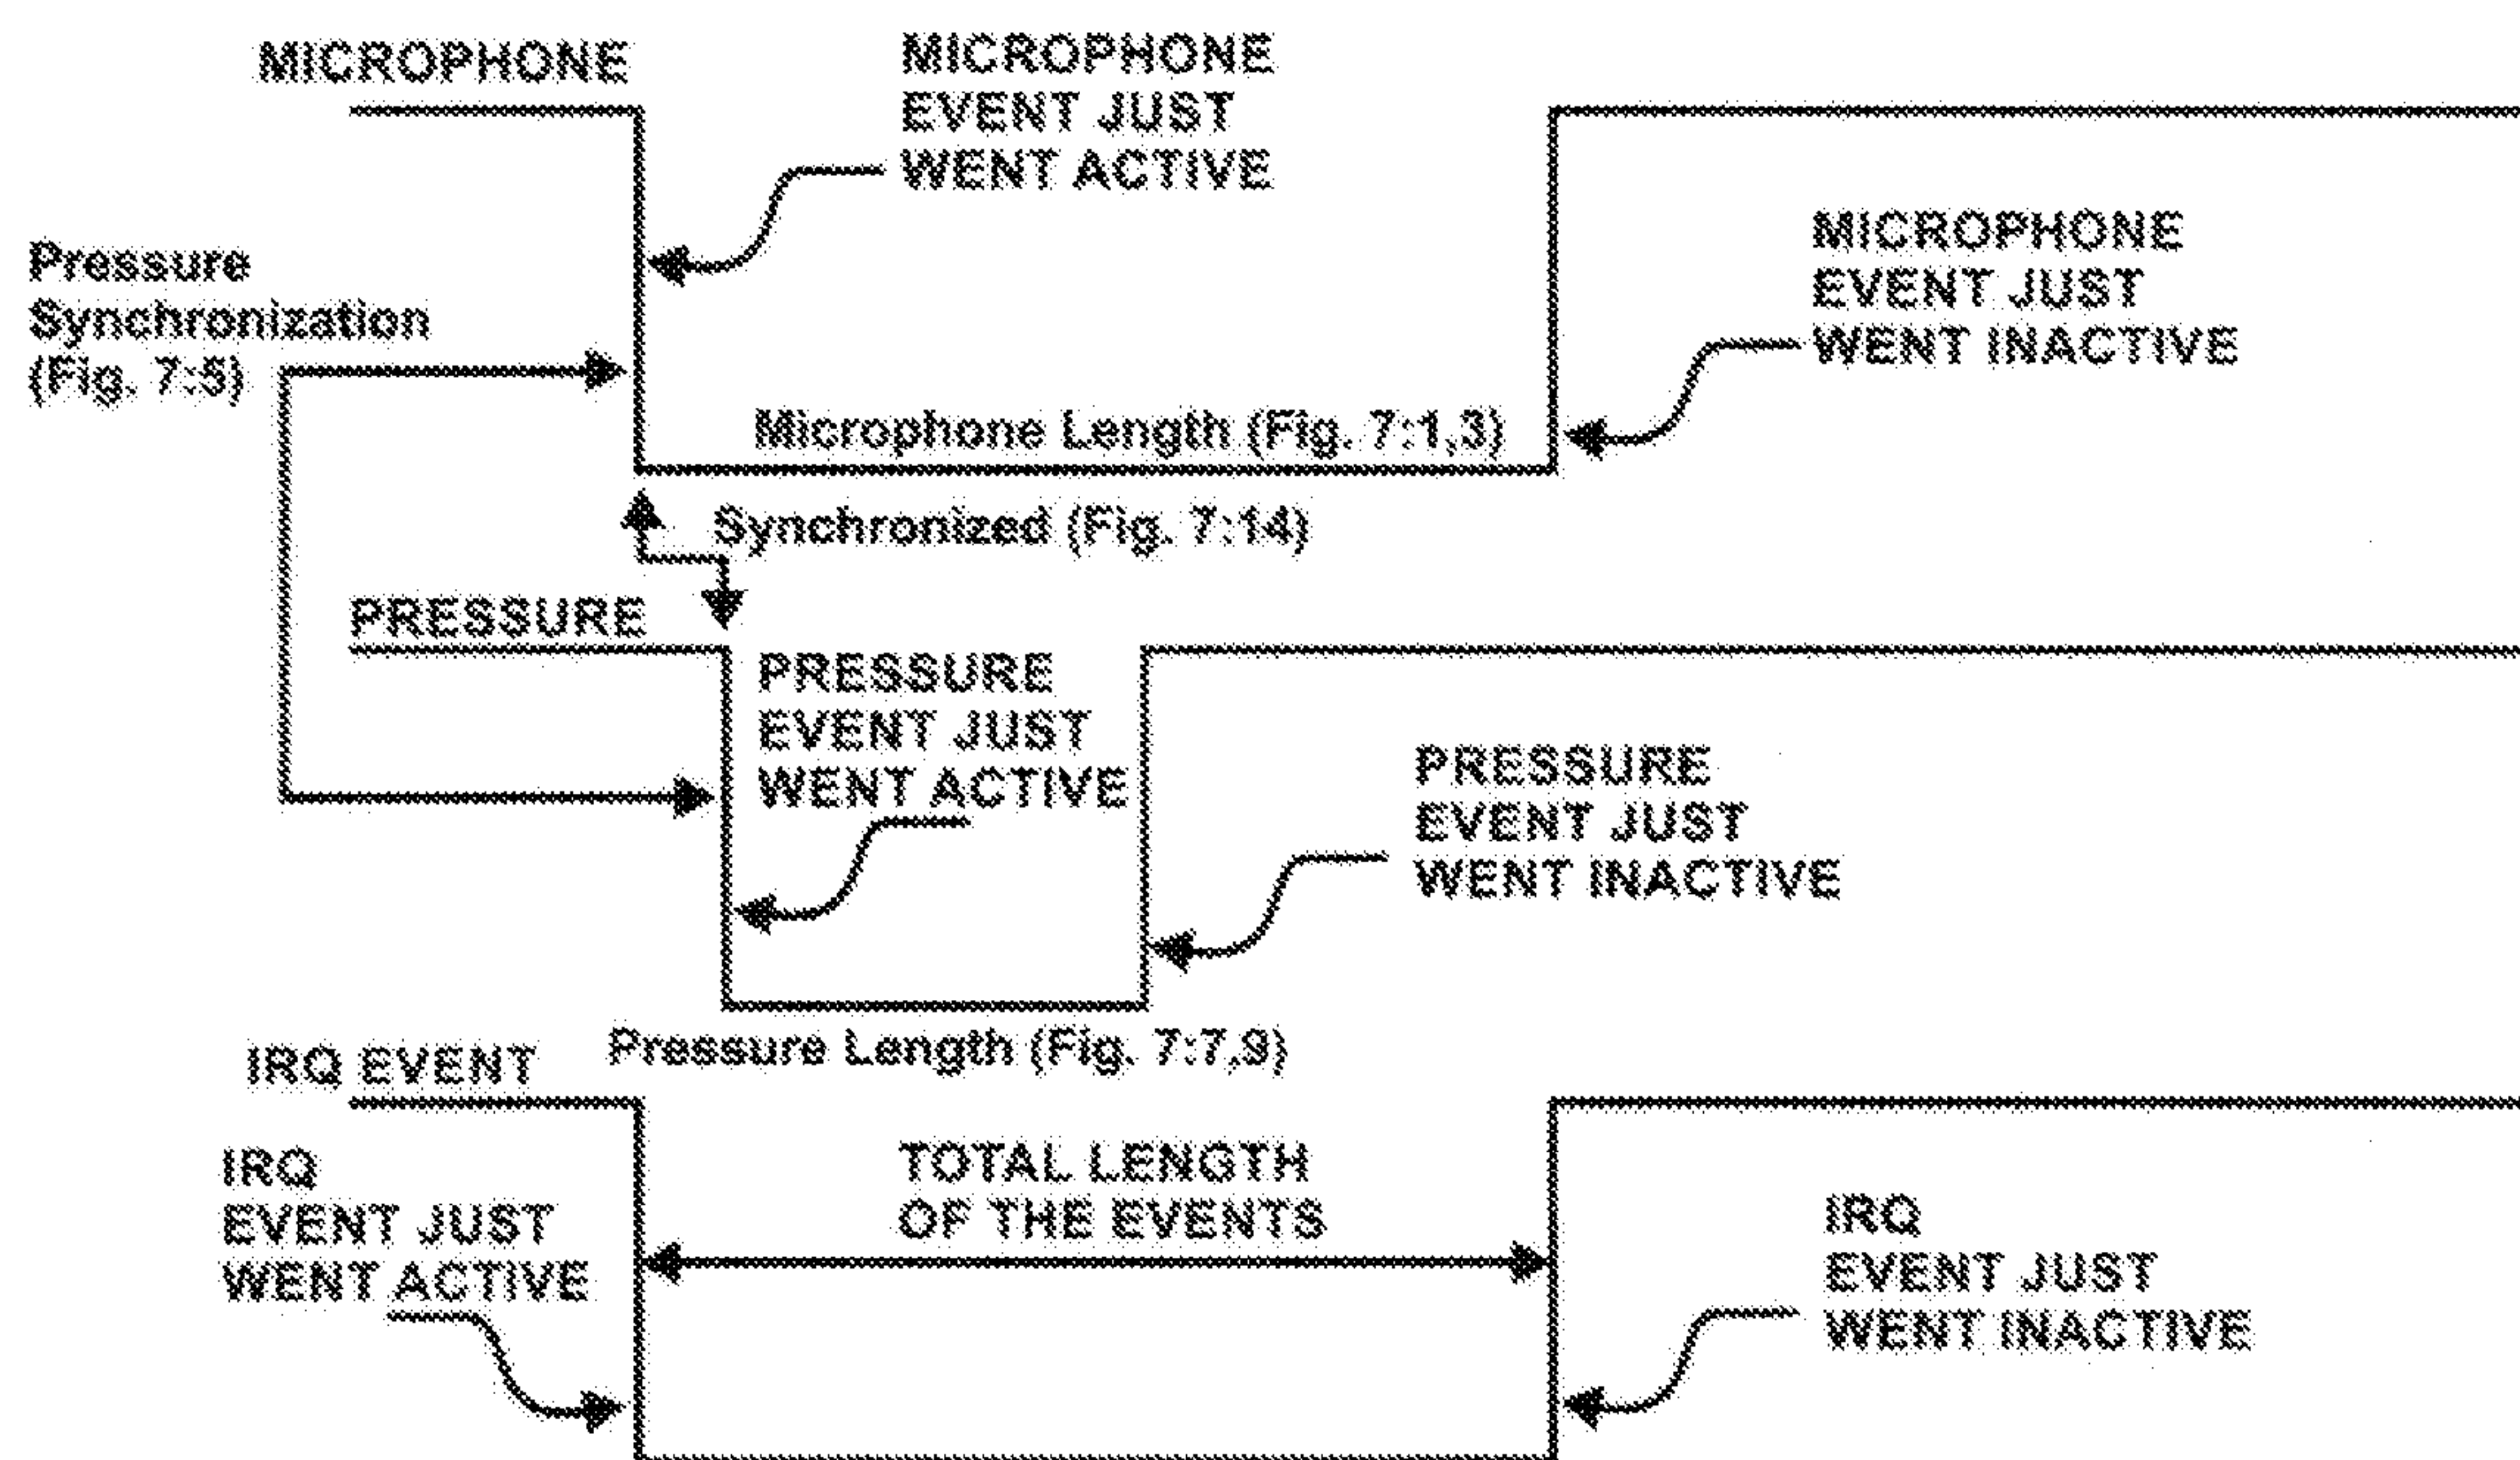 MICROPHONE
MICROPHONE
EVENT JUST
WENT ACTIVE
MICROPHONE
EVENT JUST
WENT INACTIVE
Pressure
Synchronization
(Fig. 7:5)
Microphone Length (Fig. 7:1,3)
Synchronized (Fig. 7:14)
PRESSURE
PRESSURE
EVENT JUST
WENT ACTIVE
PRESSURE
EVENT JUST
WENT INACTIVE
Pressure Length (Fig. 7:7,9)
IRQ EVENT
IRQ
EVENT JUST
WENT ACTIVE
TOTAL LENGTH
OF THE EVENTS
IRQ
EVENT JUST
WENT INACTIVE